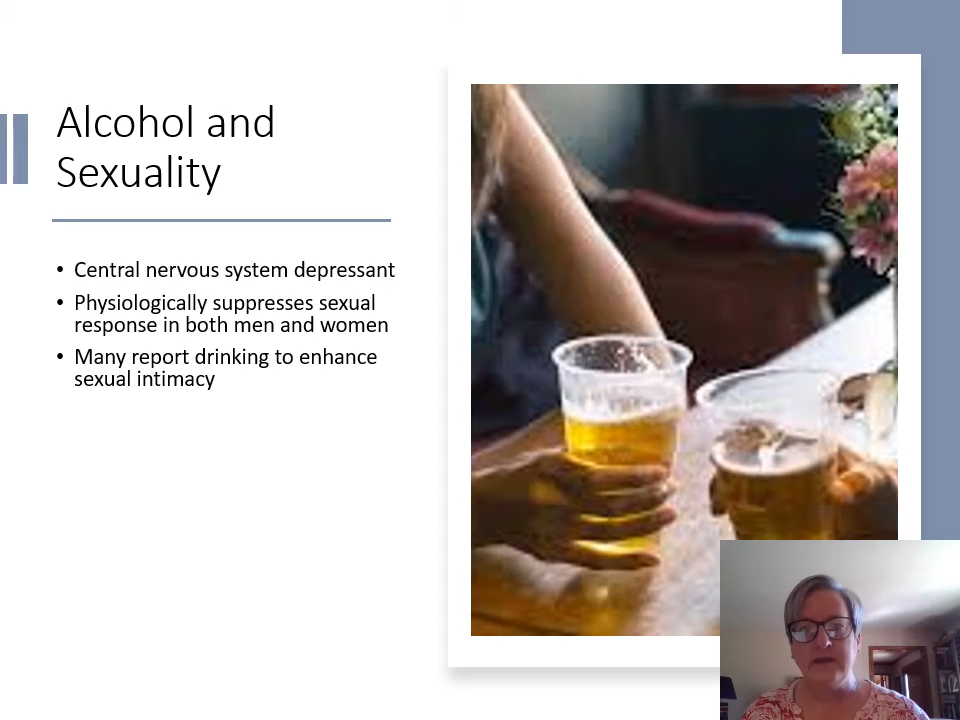 Alcohol and
Sexuality
• Central nervous system depressant
• Physiologically suppresses sexual
response in both men and women
• Many report drinking to enhance
sexual intimacy